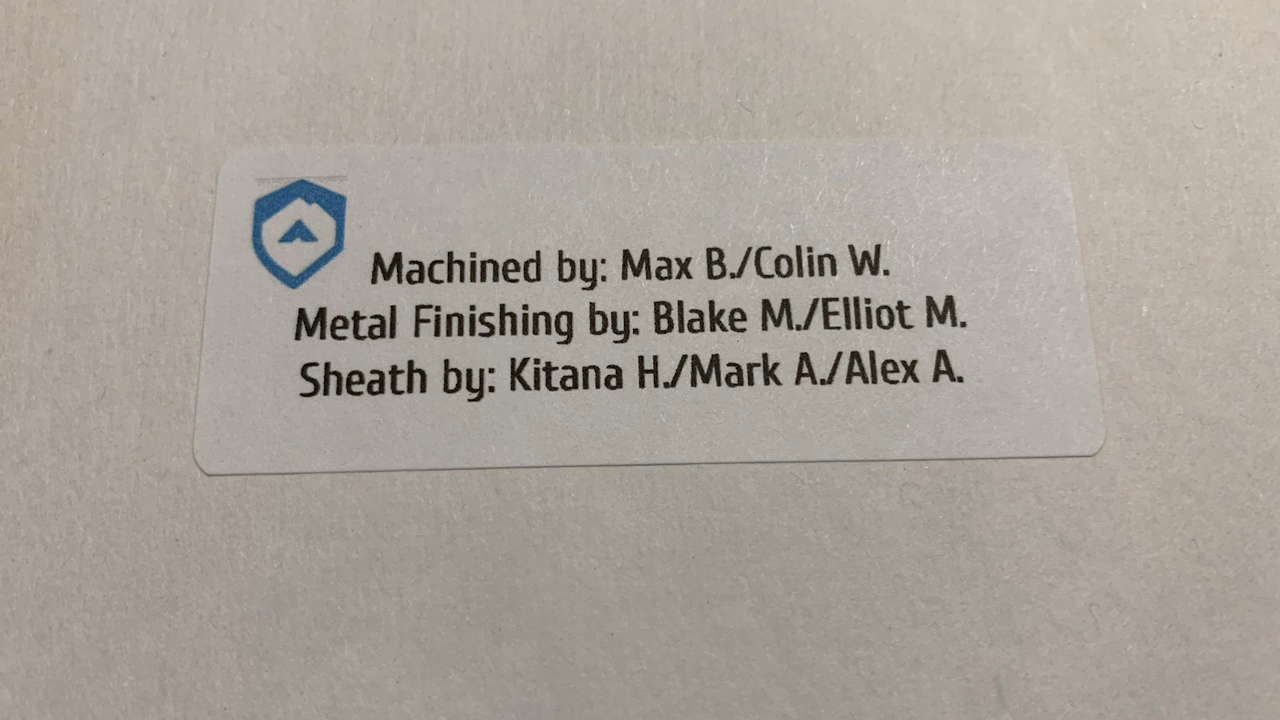 Machined by: Max B./Colin W.
Metal Finishing by: Blake M./Elliot M.
Sheath by: Kitana H./Mark A./Alex A.